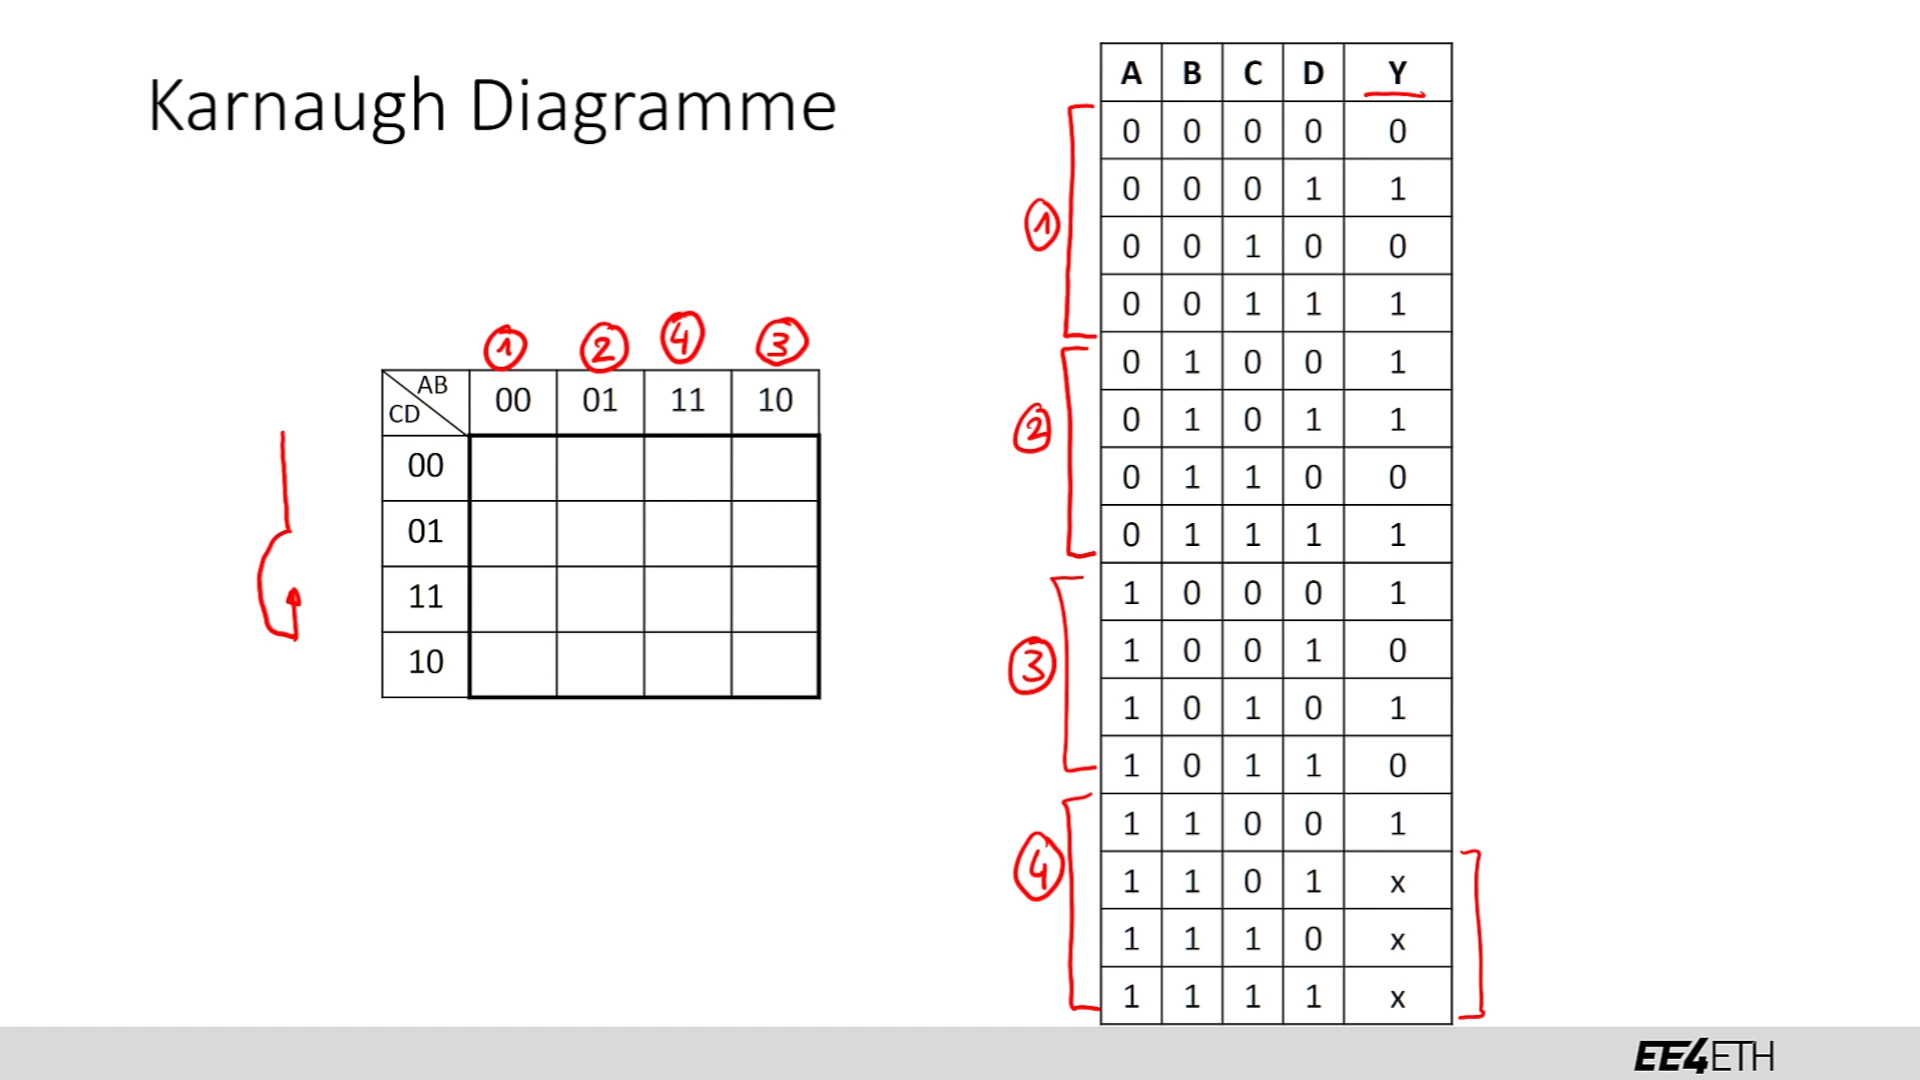 Karnaugh Diagramme
1 2 4 3
AB
CD
00 01 11 10
00
01
11
10
A B C D Y
0 0 0 0 0
0 0 0 1 1
1
0 0 1 0 0
0 0 1 1 1
0 1 0 0 1
2
0 1 0 1 1
0 1 1 0 0
0 1 1 1 1
1 0 0 0 1
3
1 0 0 1 0
1 0 1 0 1
1 0 1 1 0
1 1 0 0 1
4
1 1 0 1 x
1 1 1 0 x
1 1 1 1 x
EE4ETH